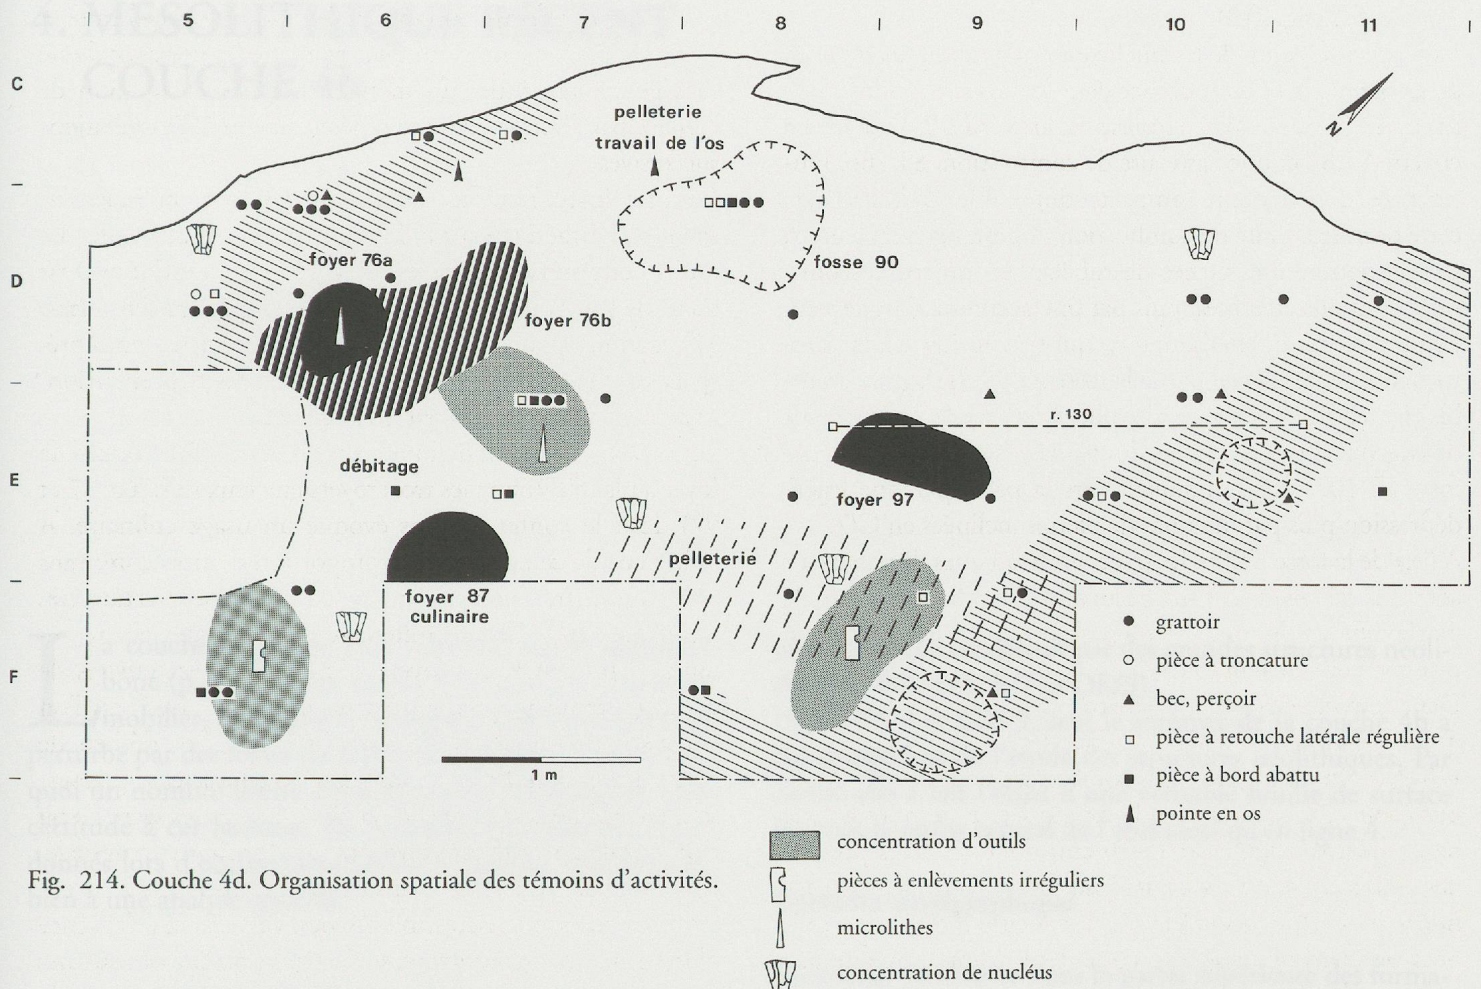 5 6 7 8 9 10 11
C
pelleterie
travail de l'os
N
D
foyer 76a
fosse 90
foyer 76b
r. 130
débitage
E
foyer 97
pelleterie
foyer 87
culinaire
F
1 m
grattoir
pièce à troncature
bec, perçoir
pièce à retouche latérale régulière
pièce à bord abattu
pointe en os
concentration d'outils
pièces à enlèvements irréguliers
microlithes
concentration de nucléus
Fig. 214. Couche 4d. Organisation spatiale des témoins d'activités.